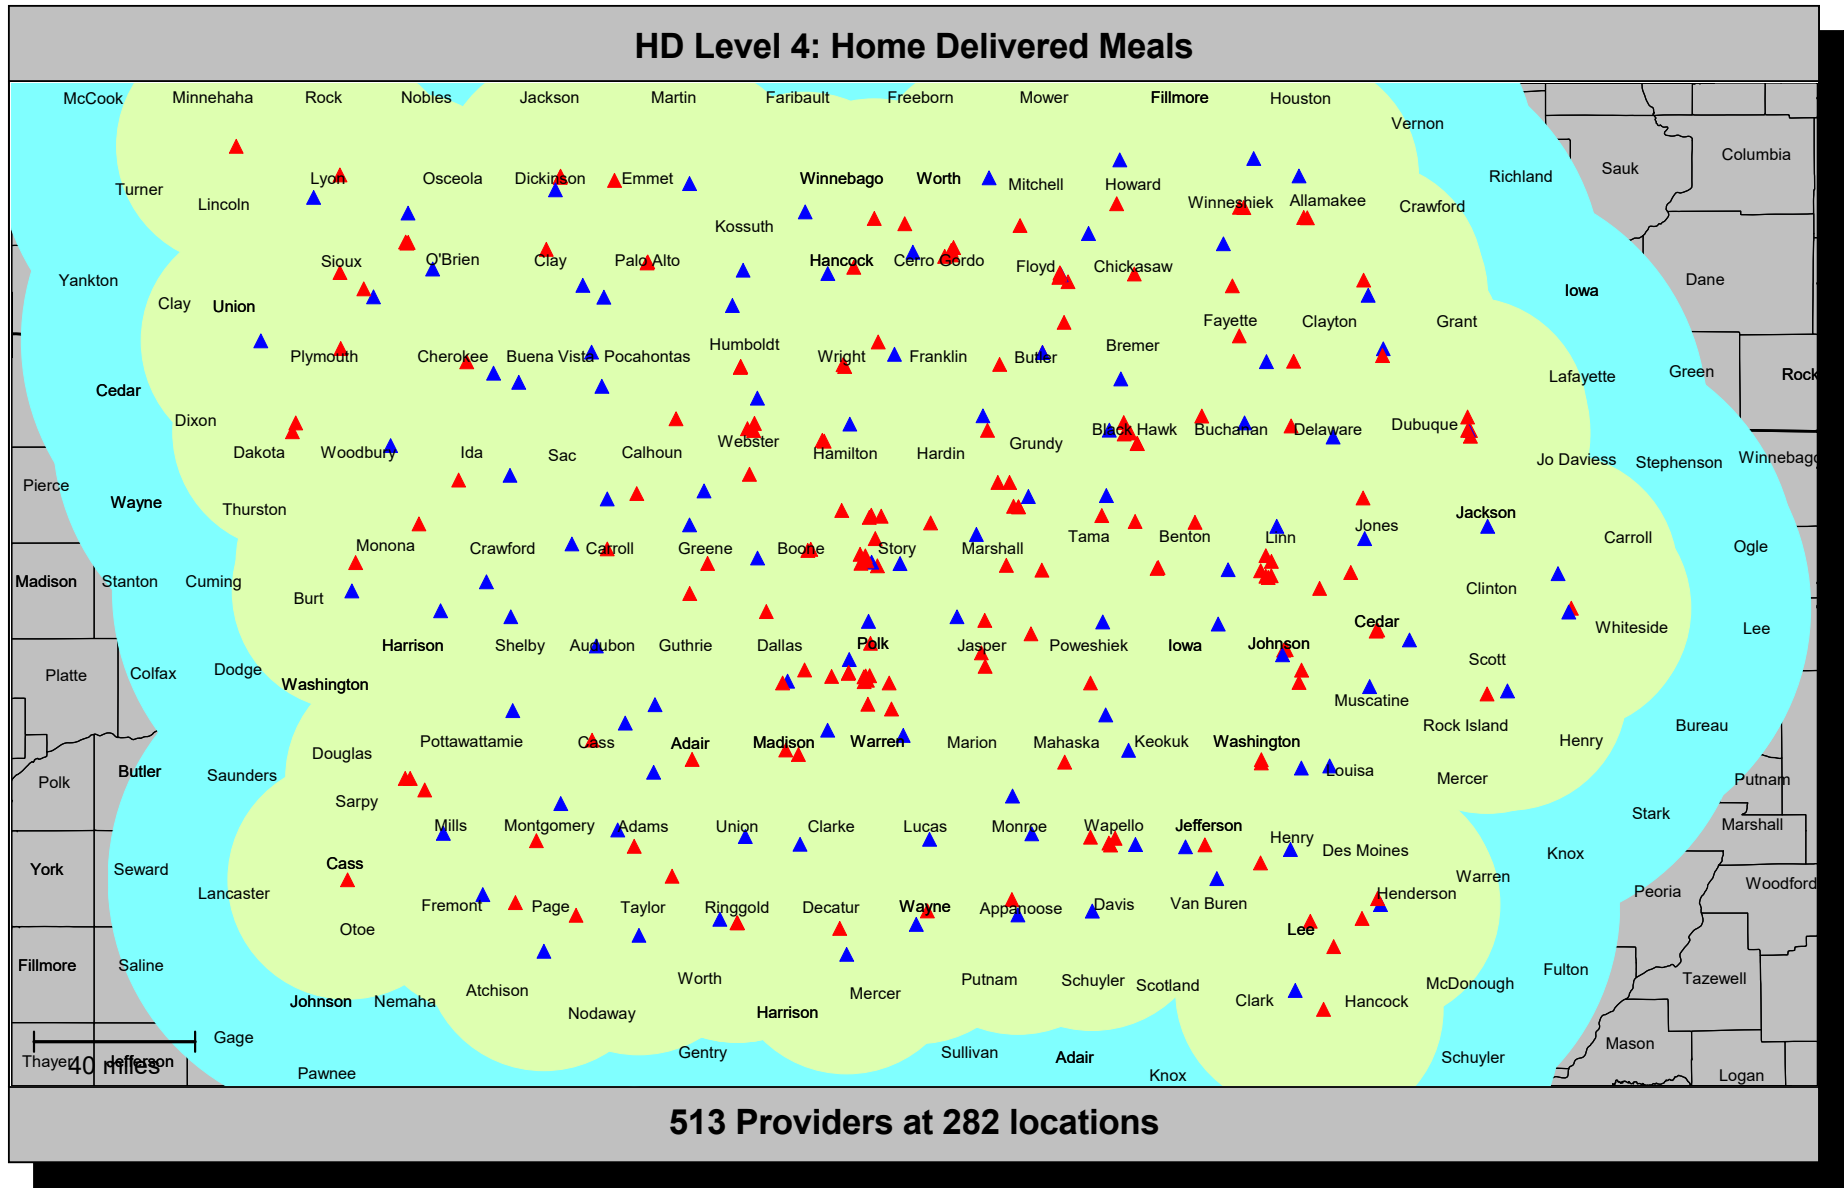 HD Level 4: Home Delivered Meals
McCook Minnehaha Rock Nobles Jackson Martin Faribault Freeborn Mower Fillmore Houston
Vernon
Columbia
Sauk
Richland
Turner Lyon Osceola Dickinson Emmet Winnebago Worth Mitchell Howard
Lincoln Winneshiek Allamakee Crawford
Kossuth
Sioux O'Brien Clay Palo Alto Hancock Cerro Gordo Floyd Chickasaw
Yankton Dane
Iowa
Clay Union
Fayette Clayton Grant
Plymouth Cherokee Buena Vista Pocahontas Humboldt Wright Franklin Butler Bremer
Lafayette Green Rock
Cedar
Dixon
Dakota Woodbury Ida Sac Calhoun Webster Hamilton Hardin Grundy Black Hawk Buchanan Delaware Dubuque
Jo Daviess Stephenson Winnebago
Pierce
Wayne
Thurston Jackson
Monona Crawford Carroll Greene Boone Story Marshall Tama Benton Linn Jones Carroll Ogle
Madison Stanton Cuming
Burt Clinton
Cedar Whiteside Lee
Harrison Shelby Audubon Guthrie Dallas Polk Jasper Poweshiek Iowa Johnson
Scott
Platte Colfax Dodge
Washington
Muscatine
Rock Island Bureau
Douglas Pottawattamie Cass Adair Madison Warren Marion Mahaska Keokuk Washington Henry
Polk Butler Saunders Louisa Mercer Putnam
Sarpy
Mills Montgomery Adams Union Clarke Lucas Monroe Wapello Jefferson Henry Stark Marshall
Des Moines Knox
York Seward Cass
Warren
Lancaster Henderson Peoria Woodford
Fremont Page Taylor Ringgold Decatur Wayne Appanoose Davis Van Buren
Otoe Lee
Fillmore Saline Fulton
Worth Putnam Schuyler Scotland McDonough Tazewell
Atchison Mercer
Johnson Nemaha Nodaway Harrison Clark Hancock
Gage
Mason
Thayer Jefferson Gentry Sullivan Adair Schuyler
40 miles
Pawnee Knox Logan
513 Providers at 282 locations